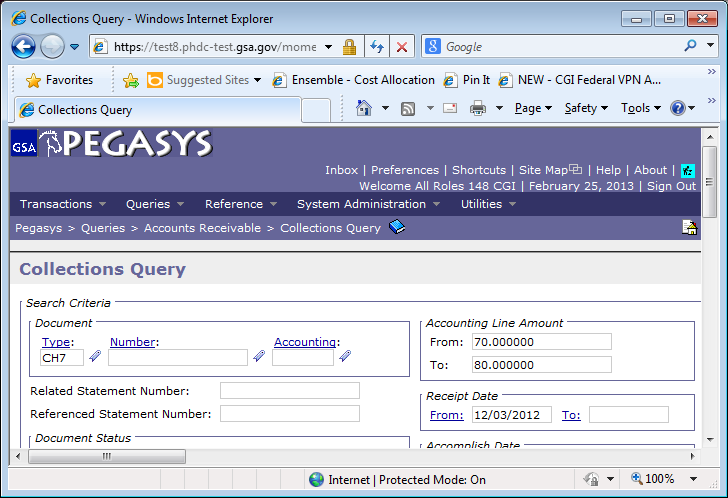 Collections Query - Windows Internet Explorer
https://test8.phdc-test.gsa.gov/mome
Google
Favorites
Suggested Sites
Ensemble - Cost Allocation
Pin It
NEW - CGI Federal VPN A...
Collections Query
Page
Safety
Tools
GSA PEGASYS
Inbox | Preferences | Shortcuts | Site Map | Help | About |
Welcome All Roles 148 CGI | February 25, 2013 | Sign Out
Transactions Queries Reference System Administration Utilities
Pegasys > Queries > Accounts Receivable > Collections Query
Collections Query
Search Criteria
Document
Type: Number: Accounting:
CH7
Related Statement Number:
Referenced Statement Number:
Document Status
Accounting Line Amount
From: 70.000000
To: 80.000000
Receipt Date
From: 12/03/2012 To:
Accomplish Date
Internet | Protected Mode: On
100%